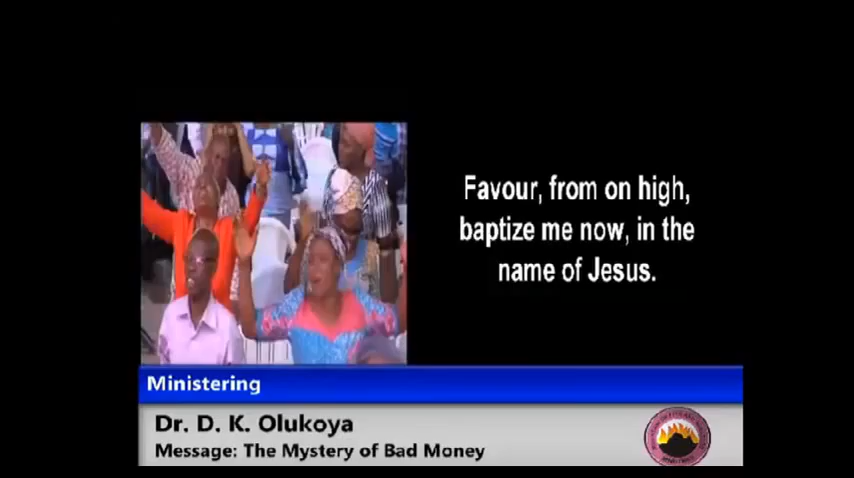 Favour, from on high,
baptize me now, in the
name of Jesus.
Ministering
Dr. D. K. Olukoya
Message: The Mystery of Bad Money